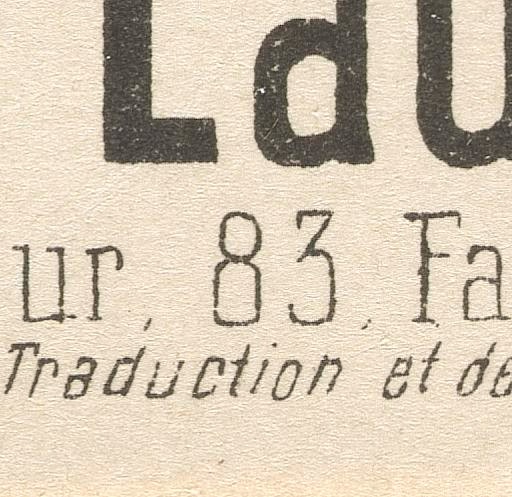 Lau
ur, 83, Fa
Traduction et de